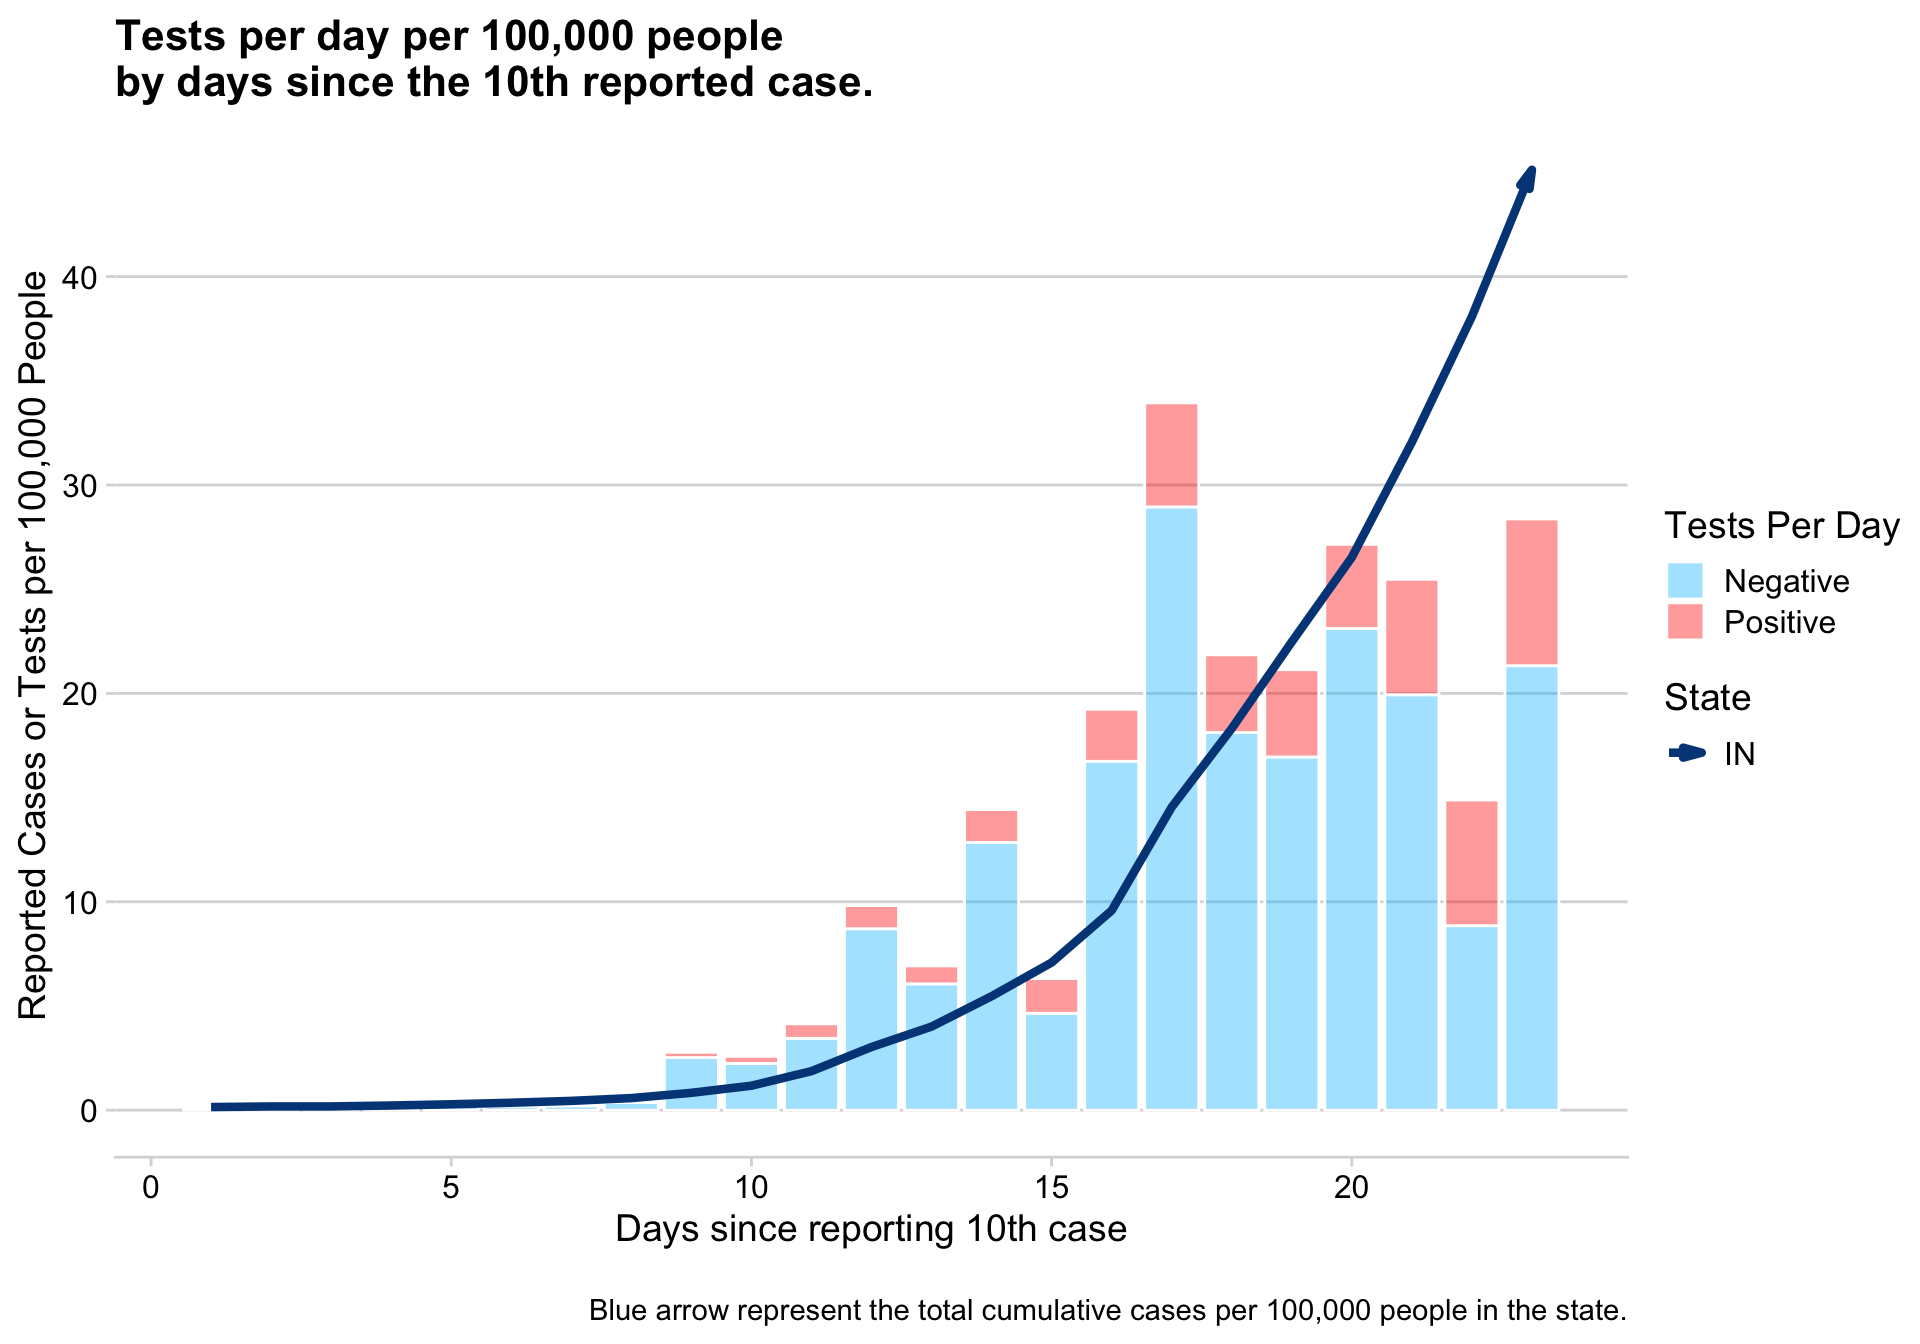 Tests per day per 100,000 people
by days since the 10th reported case.
Reported Cases or Tests per 100,000 People
40
30
20
10
0
0
5
10
15
20
Days since reporting 10th case
Tests Per Day
Negative
Positive
State
IN
Blue arrow represent the total cumulative cases per 100,000 people in the state.